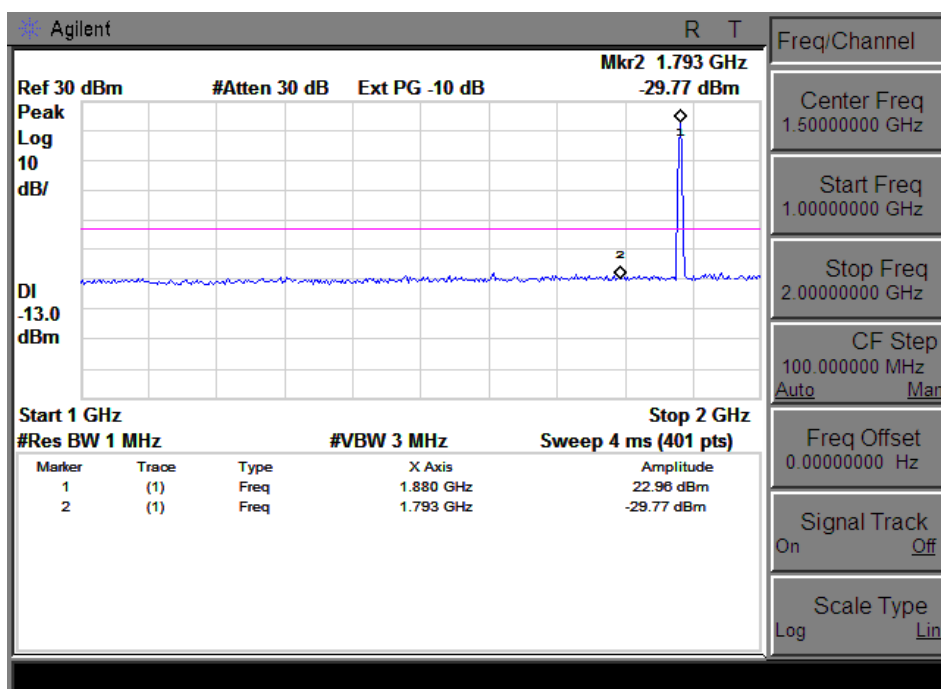 Agilent R T
Mkr2 1.793 GHz
Ref 30 dBm #Atten 30 dB Ext PG -10 dB -29.77 dBm
Peak
Log
10
dB/
1
2
DI
-13.0
dBm
Start 1 GHz Stop 2 GHz
#Res BW 1 MHz #VBW 3 MHz Sweep 4 ms (401 pts)
Marker Trace Type X Axis Amplitude
1 (1) Freq 1.880 GHz 22.96 dBm
2 (1) Freq 1.793 GHz -29.77 dBm
Freq/Channel
Center Freq
1.50000000 GHz
Start Freq
1.00000000 GHz
Stop Freq
2.00000000 GHz
CF Step
100.000000 MHz
Auto Man
Freq Offset
0.00000000 Hz
Signal Track
On Off
Scale Type
Log Lin